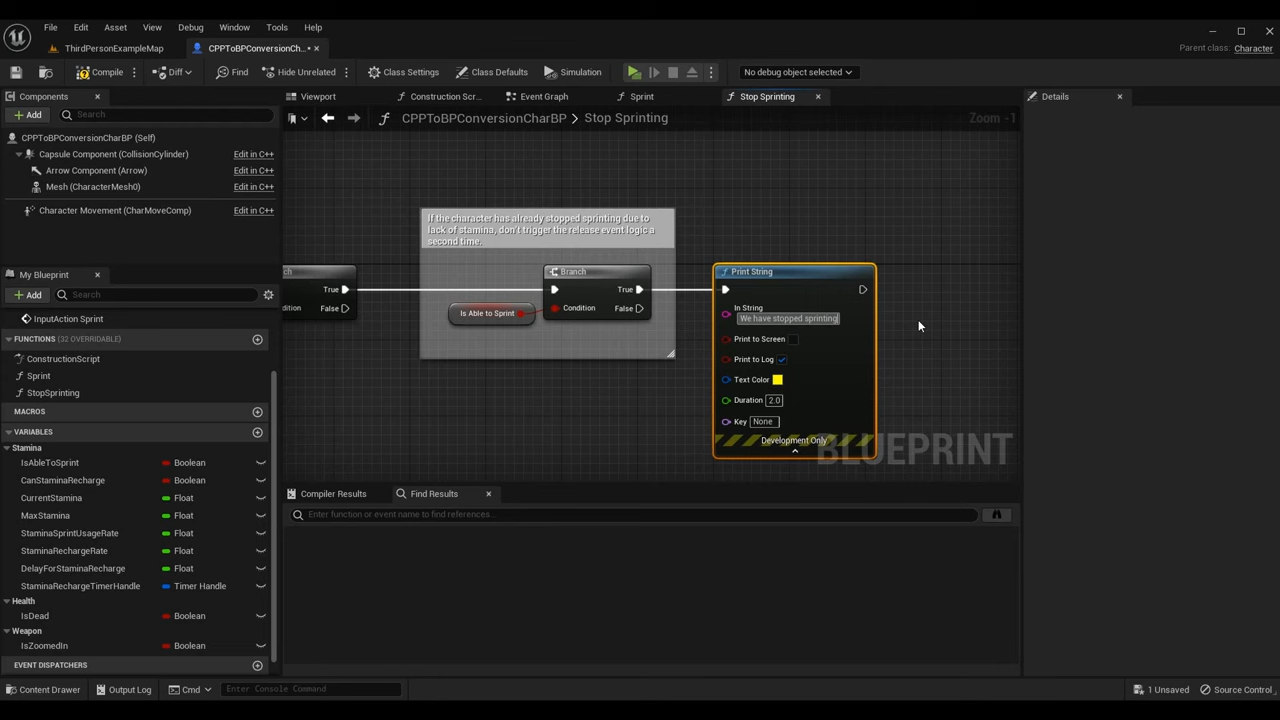 File Edit Asset View Debug Window Tools Help
ThirdPersonExampleMap CPPToBPConversionCh...
Parent class: Character
Compile Diff Find Hide Unrelated Class Settings Class Defaults Simulation No debug object selected
Components
Viewport Construction Scr... Event Graph Sprint Stop Sprinting
Details
Add Search
CPPToBPConversionCharBP > Stop Sprinting
Zoom -1
CPPToBPConversionCharBP (Self)
Capsule Component (CollisionCylinder) Edit in C++
Arrow Component (Arrow) Edit in C++
Mesh (CharacterMesh0) Edit in C++
Character Movement (CharMoveComp) Edit in C++
If the character has already stopped sprinting due to
lack of stamina, don't trigger the release event logic a
second time.
ch
True
dition False
Branch
True
Condition False
Is Able to Sprint
Print String
In String
We have stopped sprinting
Print to Screen
Print to Log
Text Color
Duration 2.0
Key None
Development Only
BLUEPRINT
My Blueprint
Add Search
InputAction Sprint
FUNCTIONS (32 OVERRIDABLE)
ConstructionScript
Sprint
StopSprinting
MACROS
VARIABLES
Stamina
IsAbleToSprint Boolean
CanStaminaRecharge Boolean
CurrentStamina Float
MaxStamina Float
StaminaSprintUsageRate Float
StaminaRechargeRate Float
DelayForStaminaRecharge Float
StaminaRechargeTimerHandle Timer Handle
Health
IsDead Boolean
Weapon
IsZoomedIn Boolean
EVENT DISPATCHERS
Compiler Results Find Results
Enter function or event name to find references...
Content Drawer Output Log Cmd Enter Console Command 1 Unsaved Source Control